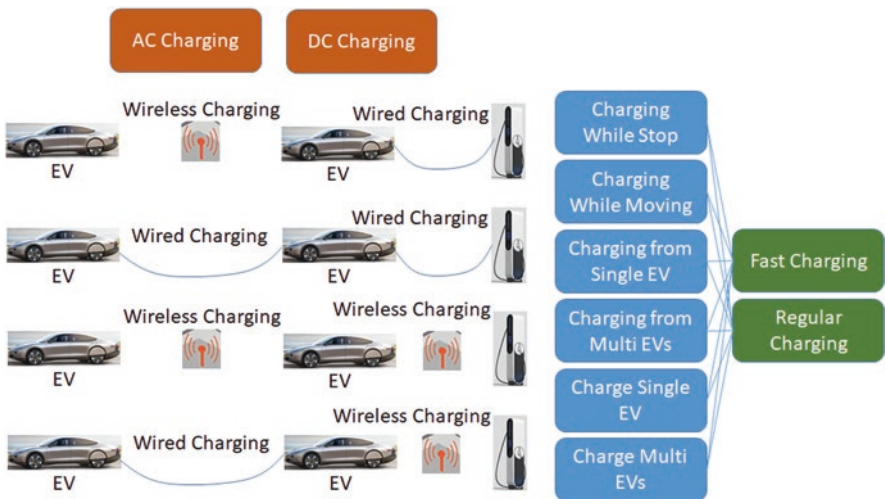 AC Charging
DC Charging
Wireless Charging
Wired Charging
EV
EV
Wired Charging
Wired Charging
EV
EV
Wireless Charging
Wireless Charging
EV
EV
Wired Charging
Wireless Charging
EV
EV
Charging
While Stop
Charging
While Moving
Charging from
Single EV
Charging from
Multi EVs
Charge Single
EV
Charge Multi
EVs
Fast Charging
Regular
Charging